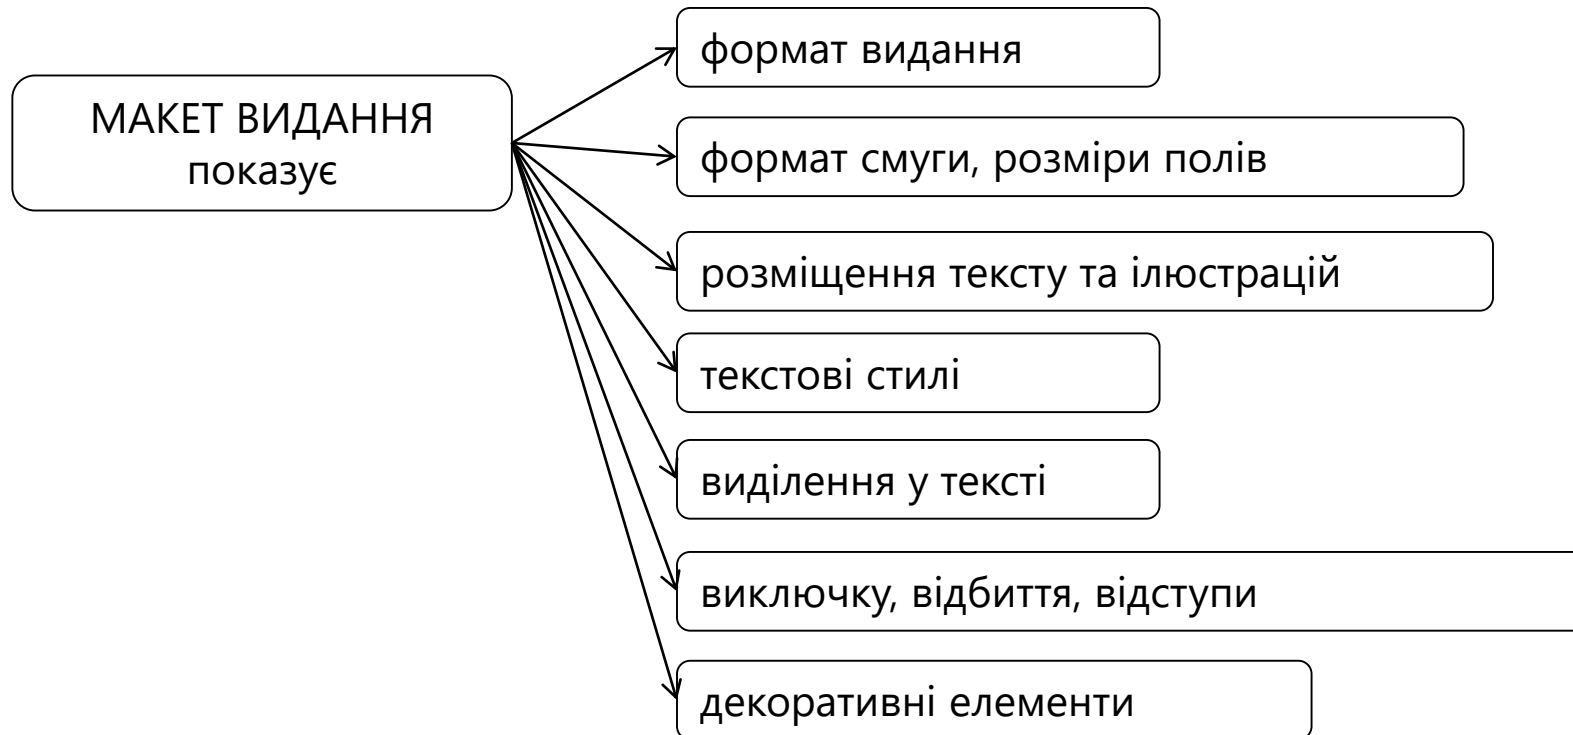 МАКЕТ ВИДАННЯ
показує
формат видання
формат смуги, розміри полів
розміщення тексту та ілюстрацій
текстові стилі
виділення у тексті
виключку, відбиття, відступи
декоративні елементи